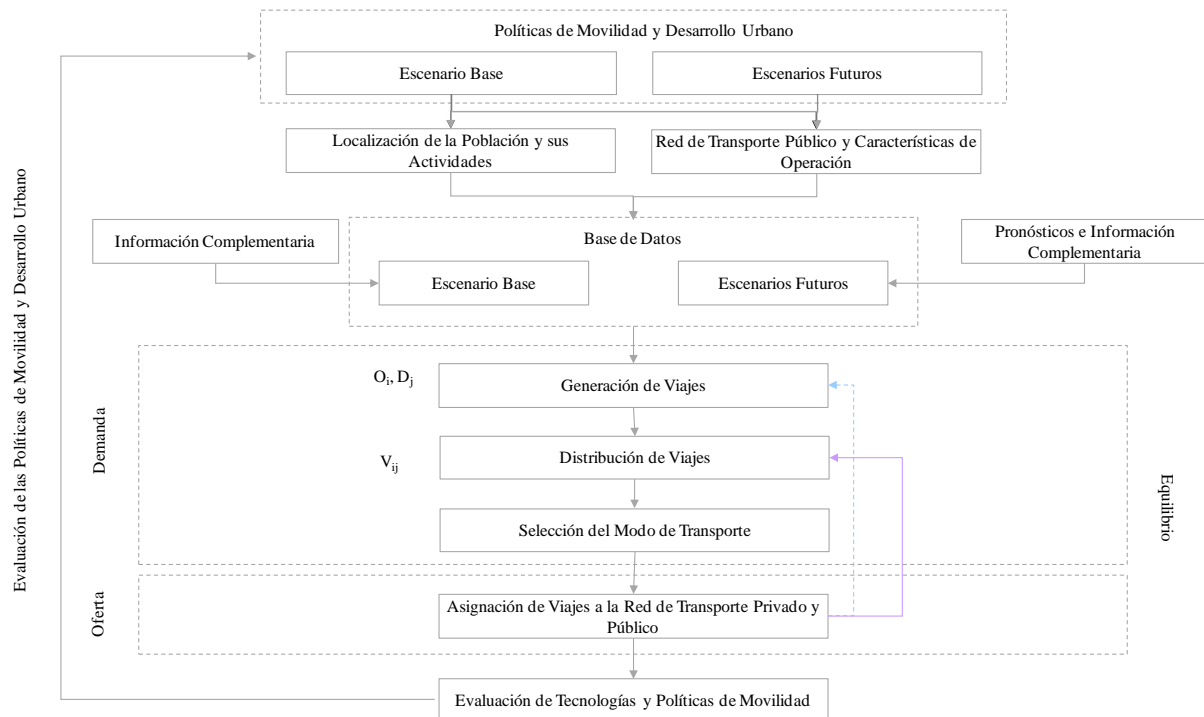 Políticas de Movilidad y Desarrollo Urbano
Escenario Base
Escenarios Futuros
Localización de la Población y sus
Actividades
Red de Transporte Público y Características de
Operación
Información Complementaria
Base de Datos
Pronósticos e Información
Complementaria
Escenario Base
Escenarios Futuros
Evaluación de las Políticas de Movilidad y Desarrollo Urbano
Demanda
Oi, Dj
Generación de Viajes
Vij
Distribución de Viajes
Selección del Modo de Transporte
Equilibrio
Oferta
Asignación de Viajes a la Red de Transporte Privado y
Público
Evaluación de Tecnologías y Políticas de Movilidad